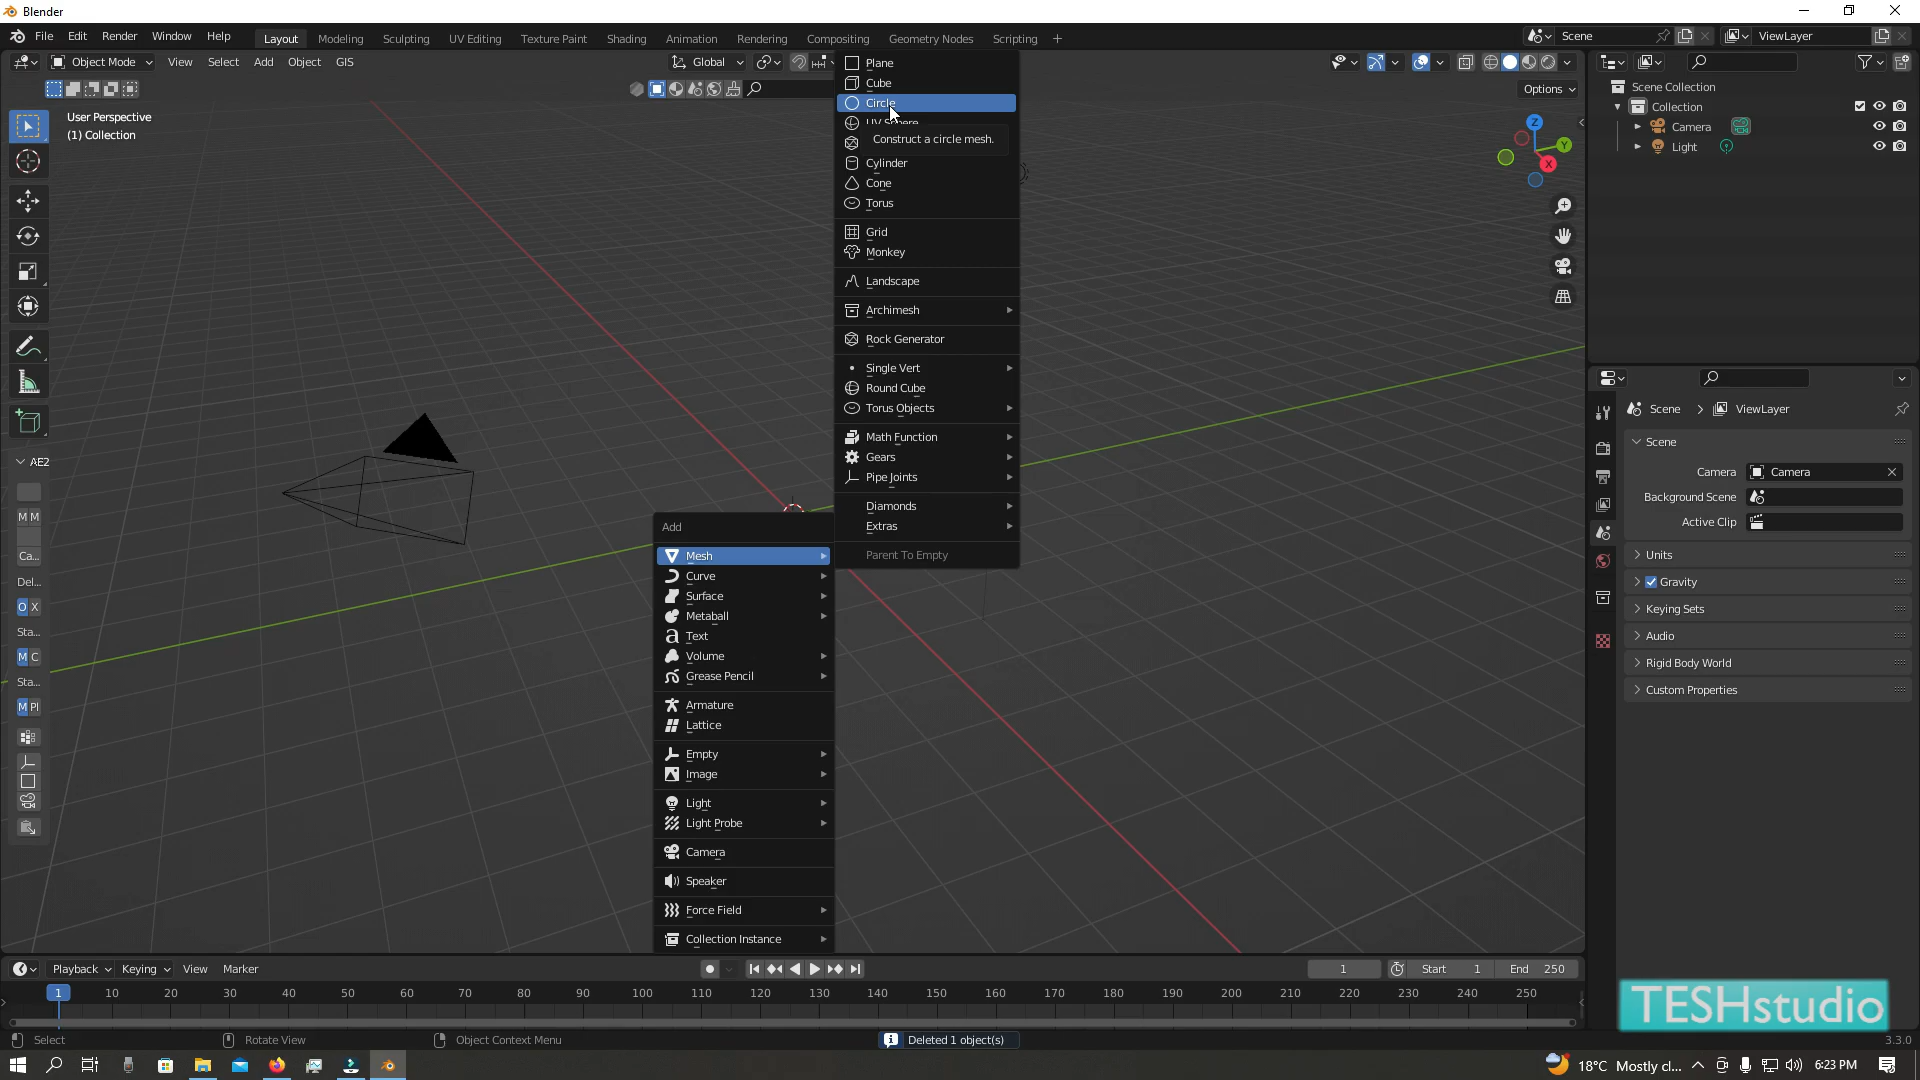 Blender
File Edit Render Window Help Layout Modeling Sculpting UV Editing Texture Paint Shading Animation Rendering Compositing Geometry Nodes Scripting + Scene ViewLayer
Object Mode View Select Add Object GIS Global
Options
User Perspective
(1) Collection
Plane
Cube
Circle
UV Sphere
Construct a circle mesh.
Cylinder
Cone
Torus
Grid
Monkey
Landscape
Archimesh
Rock Generator
Single Vert
Round Cube
Torus Objects
Math Function
Gears
Pipe Joints
Diamonds
Extras
Parent To Empty
Add
Mesh
Curve
Surface
Metaball
Text
Volume
Grease Pencil
Armature
Lattice
Empty
Image
Light
Light Probe
Camera
Speaker
Force Field
Collection Instance
AE2
M M
Ca...
Del...
O X
Sta...
M C
Sta...
M Pl
Z
Y
X
Scene Collection
Collection
Camera
Light
Scene > ViewLayer
Scene
Camera Camera
Background Scene
Active Clip
Units
Gravity
Keying Sets
Audio
Rigid Body World
Custom Properties
Playback Keying View Marker 1 Start 1 End 250
1 10 20 30 40 50 60 70 80 90 100 110 120 130 140 150 160 170 180 190 200 210 220 230 240 250
TESHstudio
Select Rotate View Object Context Menu Deleted 1 object(s) 3.3.0
18°C Mostly cl... 6:23 PM